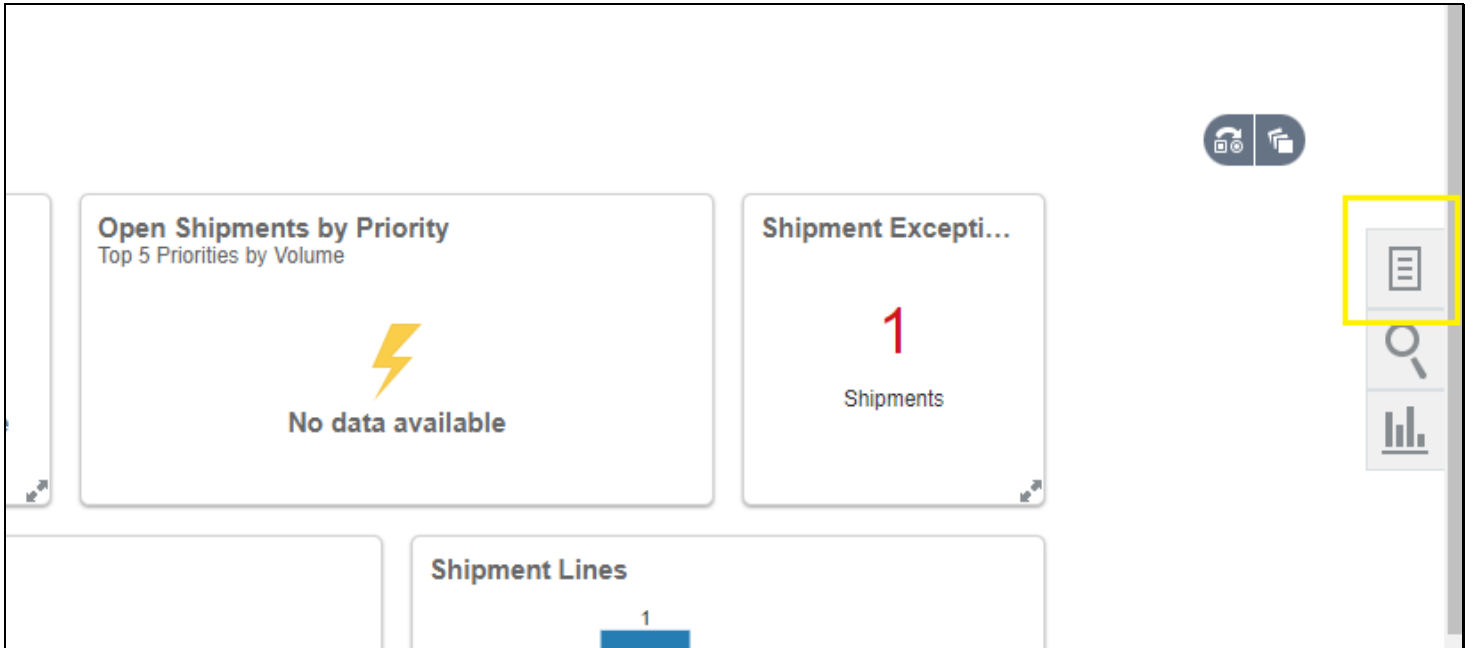 Open Shipments by Priority
Top 5 Priorities by Volume
No data available
Shipment Excepti...
1
Shipments
Shipment Lines
1